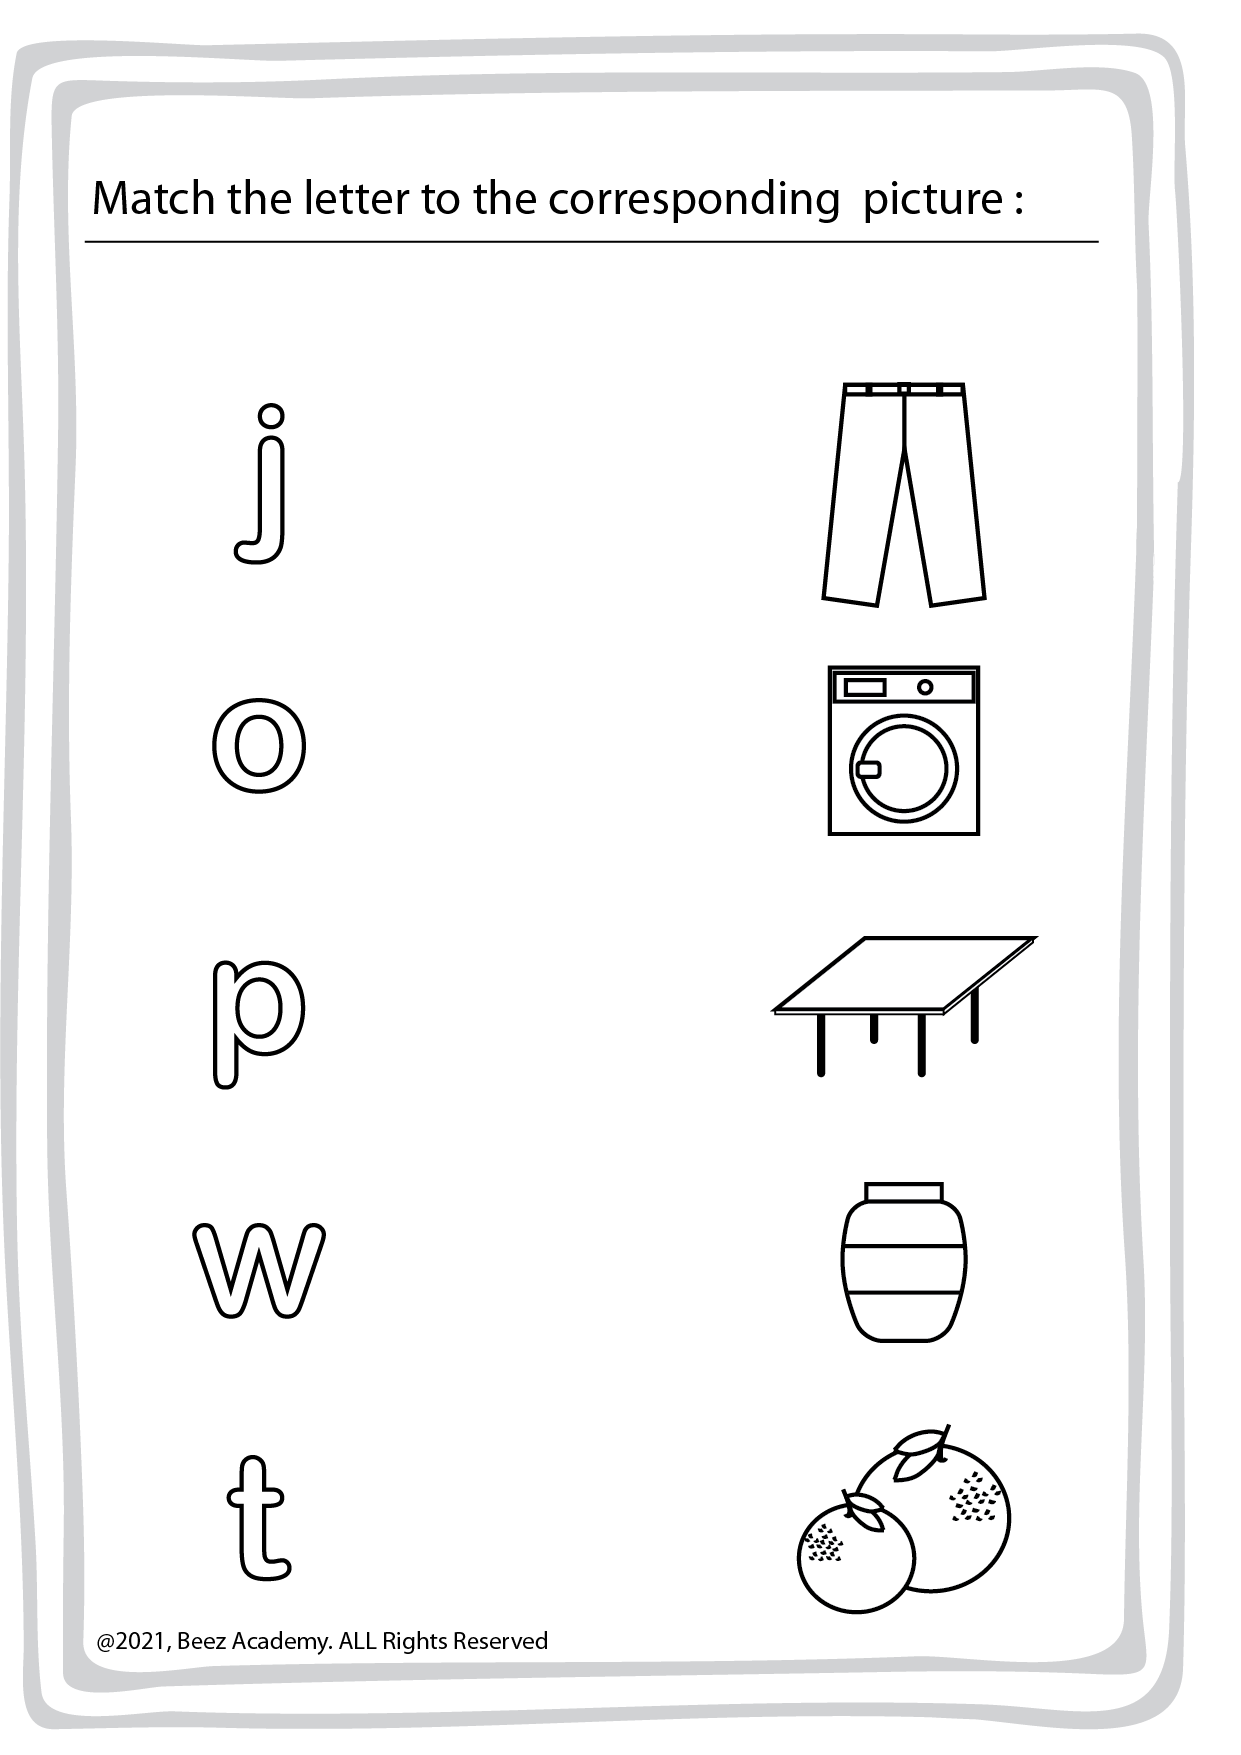 Match the letter to the corresponding  picture :
j
o
p
w
t
@2021, Beez Academy. ALL Rights Reserved